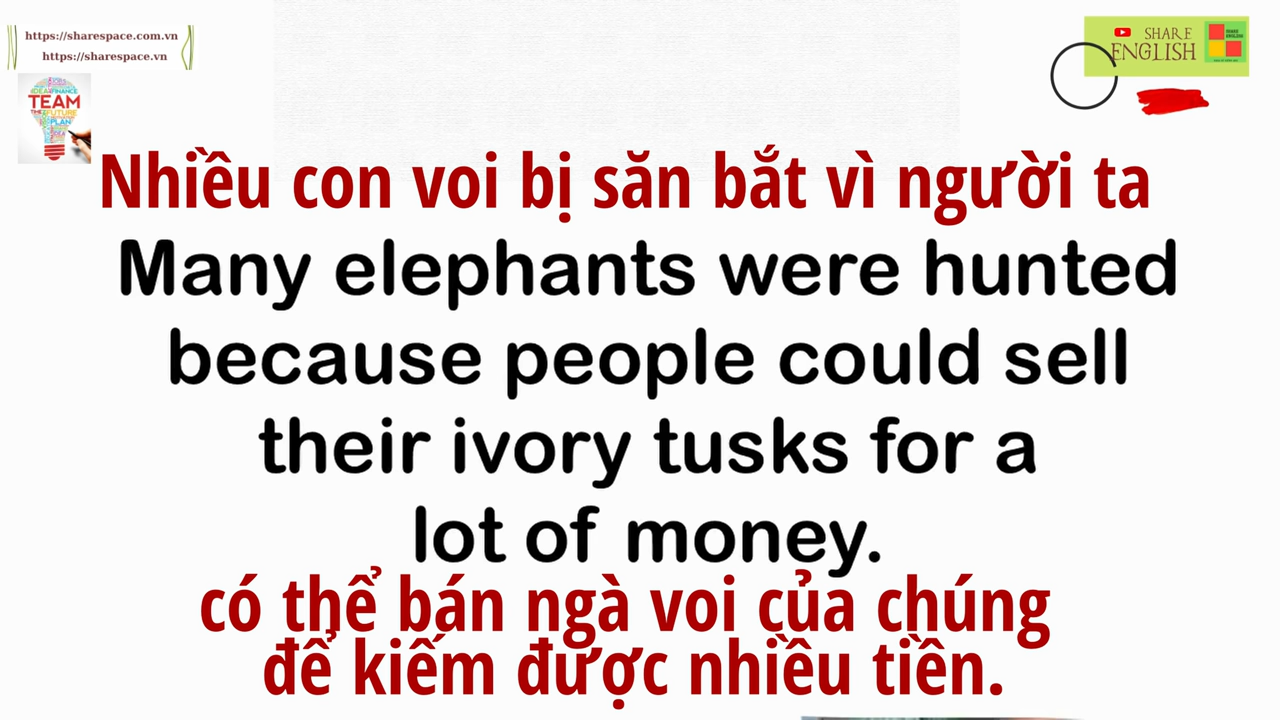 https://sharespace.com.vn
https://sharespace.vn
SHARE
ENGLISH
TEAM
PLAN
Nhiều con voi bị săn bắt vì người ta
Many elephants were hunted
because people could sell
their ivory tusks for a
lot of money.
có thể bán ngà voi của chúng
để kiếm được nhiều tiền.